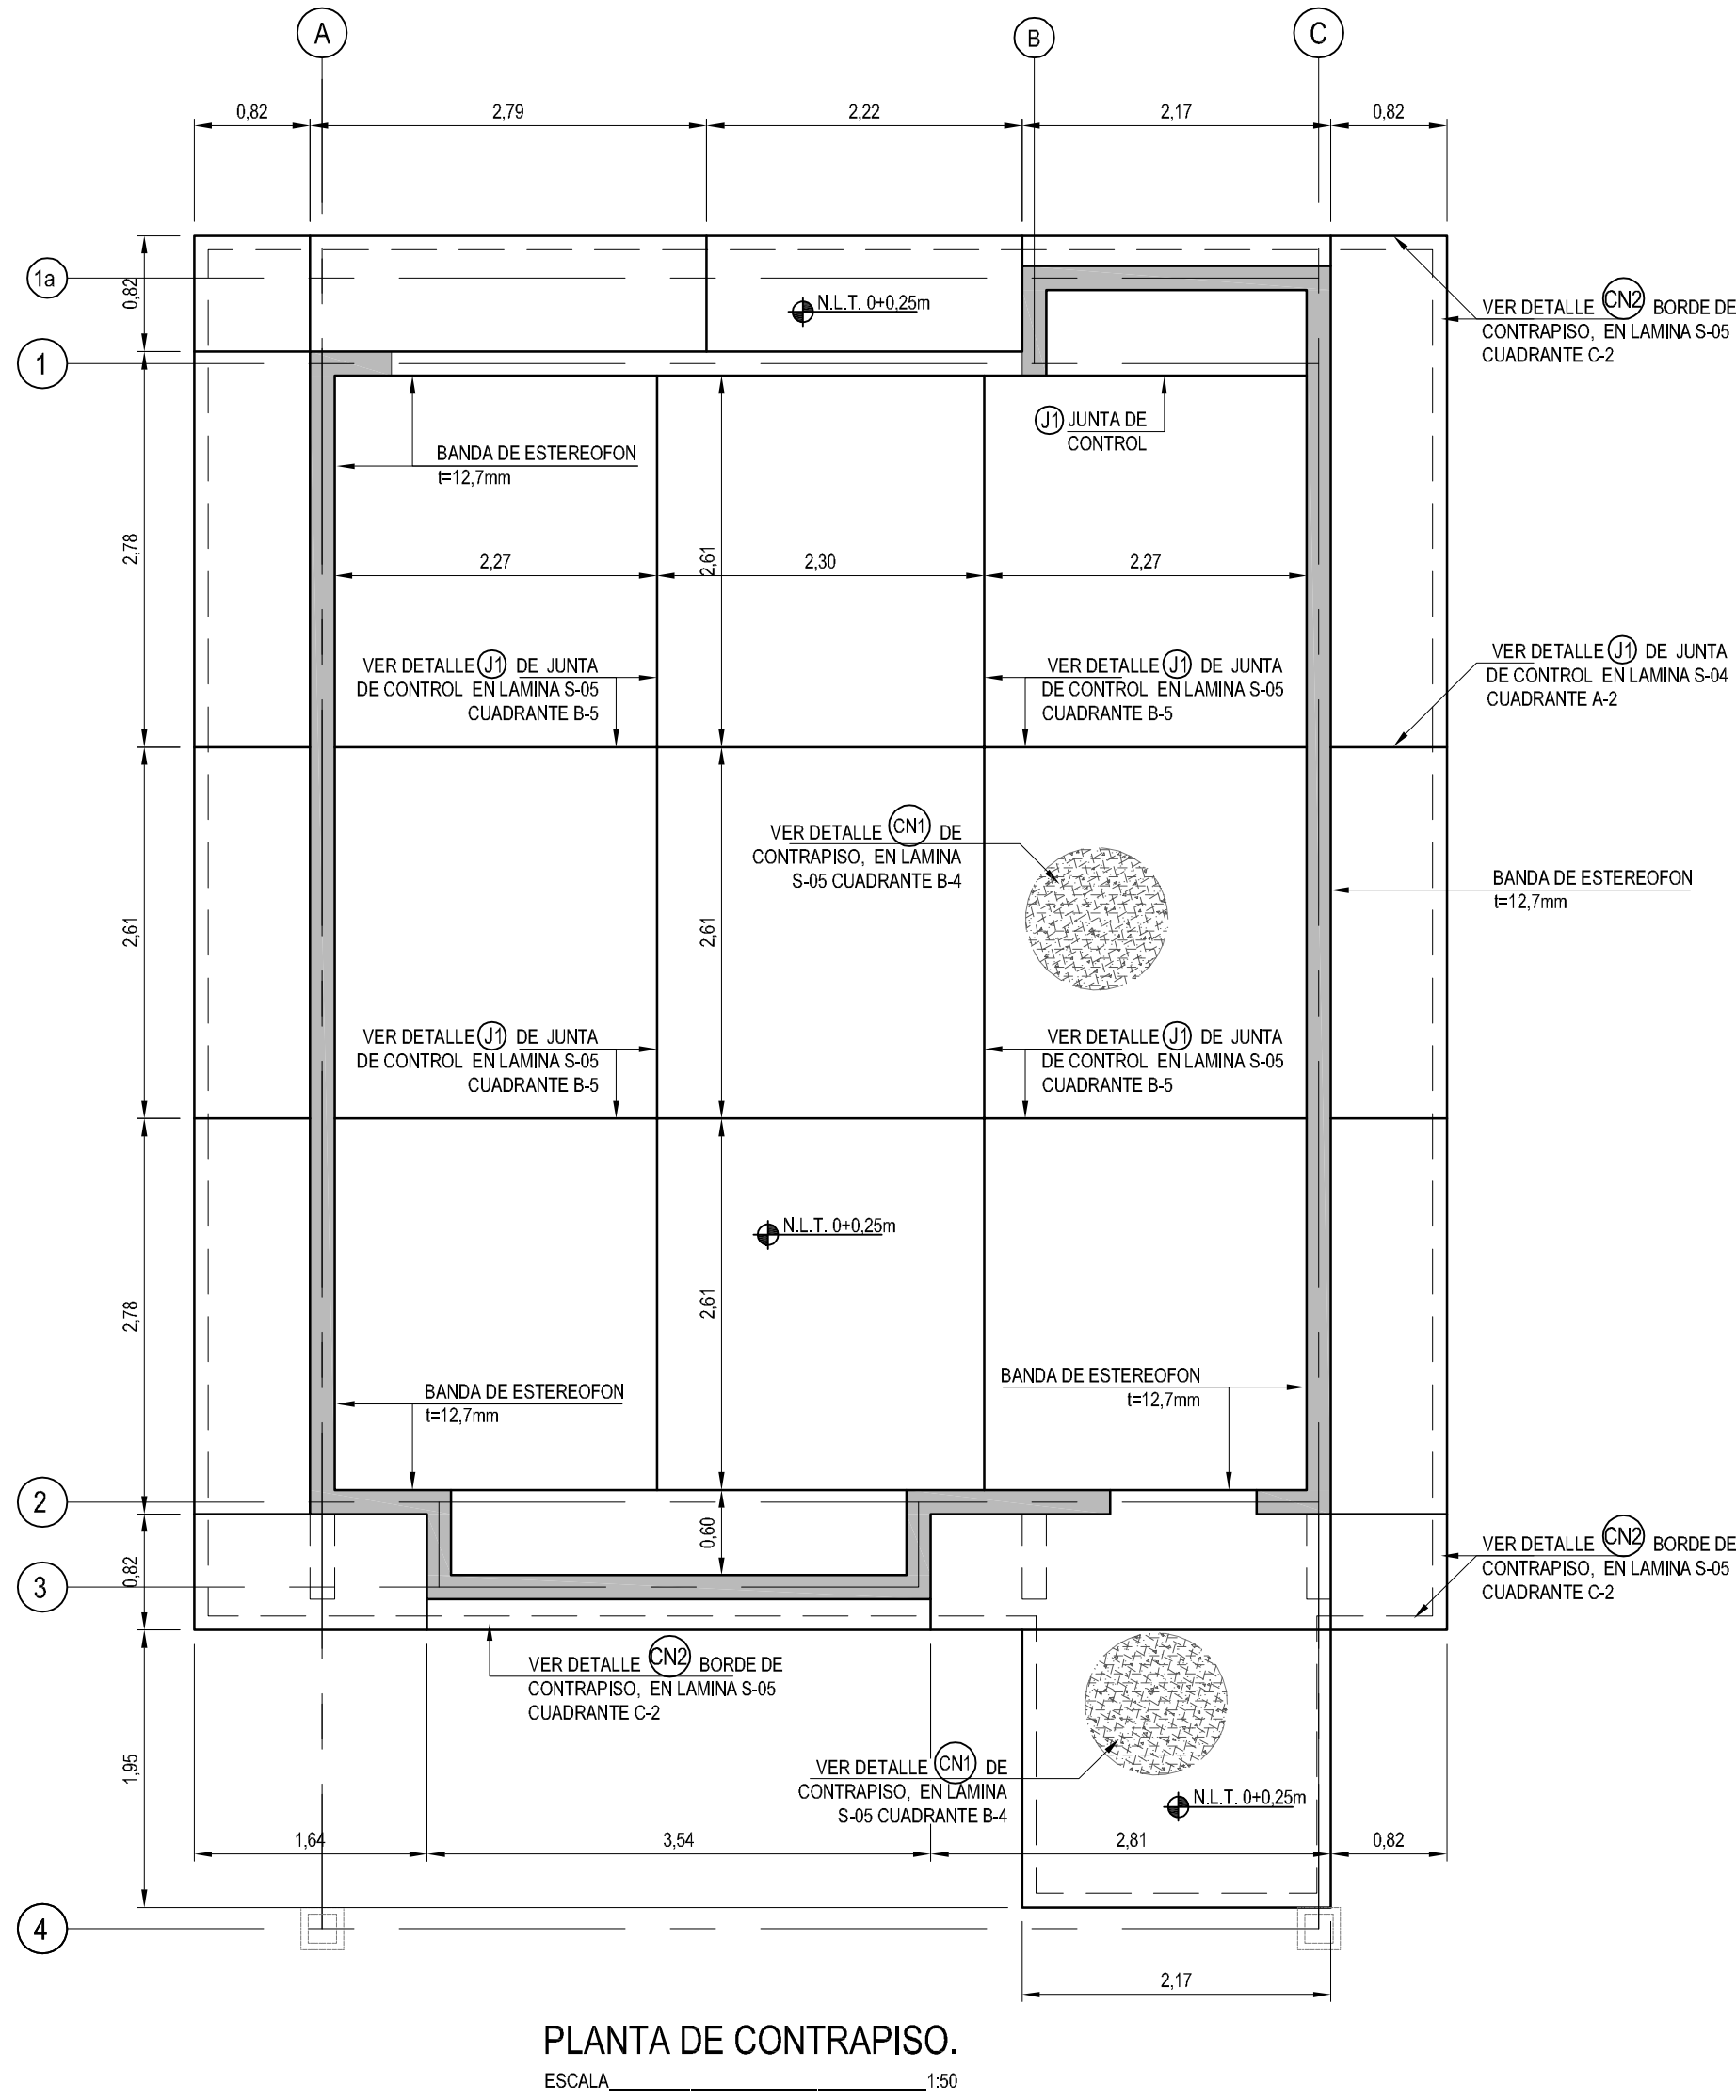 A
B
C
0,82
2,79
2,22
2,17
0,82
1a
0,82
N.L.T. 0+0,25m
VER DETALLE CN2 BORDE DE
CONTRAPISO, EN LAMINA S-05
CUADRANTE C-2
1
J1 JUNTA DE
CONTROL
BANDA DE ESTEREOFON
t=12,7mm
2,78
2,27
2,61
2,30
2,27
VER DETALLE J1 DE JUNTA
DE CONTROL EN LAMINA S-05
CUADRANTE B-5
VER DETALLE J1 DE JUNTA
DE CONTROL EN LAMINA S-05
CUADRANTE B-5
VER DETALLE J1 DE JUNTA
DE CONTROL EN LAMINA S-04
CUADRANTE A-2
VER DETALLE CN1 DE
CONTRAPISO, EN LAMINA
S-05 CUADRANTE B-4
BANDA DE ESTEREOFON
t=12,7mm
2,61
2,61
VER DETALLE J1 DE JUNTA
DE CONTROL EN LAMINA S-05
CUADRANTE B-5
VER DETALLE J1 DE JUNTA
DE CONTROL EN LAMINA S-05
CUADRANTE B-5
N.L.T. 0+0,25m
2,78
2,61
BANDA DE ESTEREOFON
t=12,7mm
BANDA DE ESTEREOFON
t=12,7mm
2
0,60
0,82
3
VER DETALLE CN2 BORDE DE
CONTRAPISO, EN LAMINA S-05
CUADRANTE C-2
VER DETALLE CN2 BORDE DE
CONTRAPISO, EN LAMINA S-05
CUADRANTE C-2
1,95
VER DETALLE CN1 DE
CONTRAPISO, EN LAMINA
S-05 CUADRANTE B-4
N.L.T. 0+0,25m
1,64
3,54
2,81
0,82
4
2,17
PLANTA DE CONTRAPISO.
ESCALA 1:50